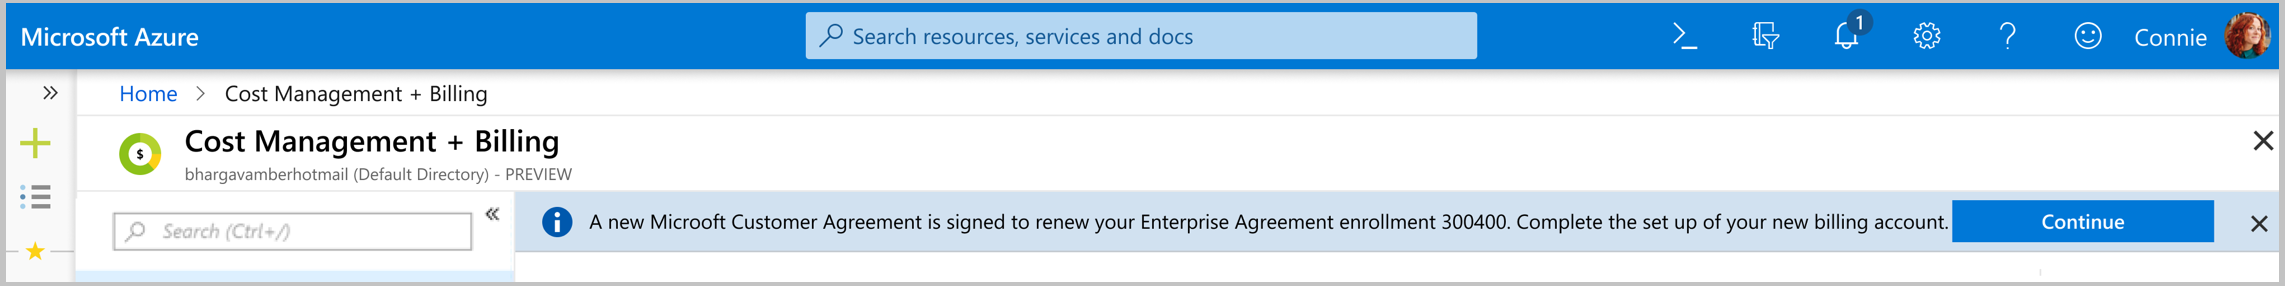 Microsoft Azure
Search resources, services and docs
1
Connie
Home > Cost Management + Billing
Cost Management + Billing
$
bhargavamberhotmail (Default Directory) - PREVIEW
Search (Ctrl+/)
A new Microoft Customer Agreement is signed to renew your Enterprise Agreement enrollment 300400. Complete the set up of your new billing account.
Continue